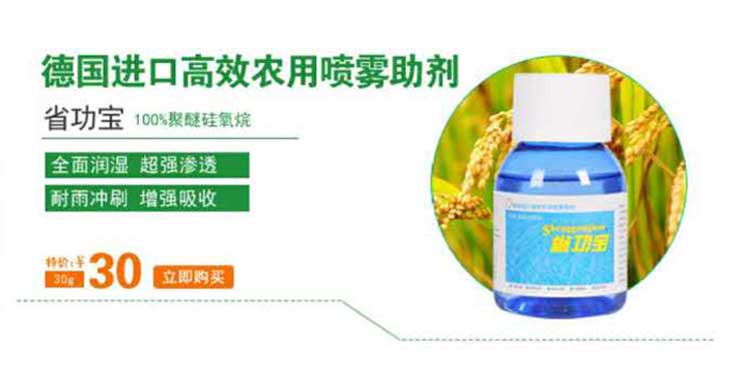 德国进口高效农用喷雾助剂
省功宝 100%聚醚硅氧烷
全面润湿 超强渗透
耐雨冲刷 增强吸收
特价:¥
30g
30
立即购买
省功宝